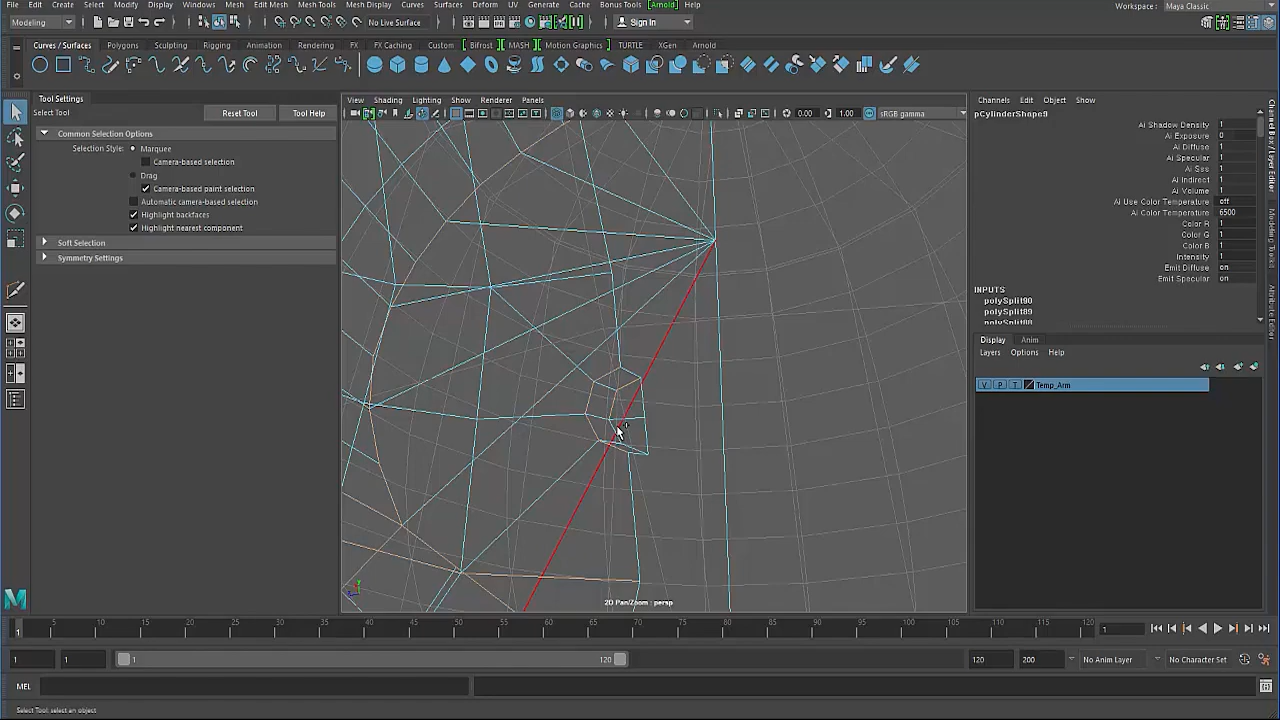 File Edit Create Select Modify Display Windows Mesh Edit Mesh Mesh Tools Mesh Display Curves Surfaces Deform UV Generate Cache Bonus Tools Arnold Help
Workspace : Maya Classic
Modeling No Live Surface Sign In
Curves / Surfaces Polygons Sculpting Rigging Animation Rendering FX FX Caching Custom Bifrost MASH Motion Graphics TURTLE XGen Arnold
Tool Settings
Select Tool Reset Tool Tool Help
Common Selection Options
Selection Style: Marquee
Camera-based selection
Drag
Camera-based paint selection
Automatic camera-based selection
Highlight backfaces
Highlight nearest component
Soft Selection
Symmetry Settings
View Shading Lighting Show Renderer Panels
0.00 1.00 sRGB gamma
2D Pan/Zoom : persp
Channels Edit Object Show
pCylinderShape9
Ai Shadow Density 1
Ai Exposure 0
Ai Diffuse 1
Ai Specular 1
Ai Sss 1
Ai Indirect 1
Ai Volume 1
Ai Use Color Temperature off
Ai Color Temperature 6500
Color R 1
Color G 1
Color B 1
Intensity 1
Emit Diffuse on
Emit Specular on
INPUTS
polySplit90
polySplit89
polySplit88
Display Anim
Layers Options Help
V P T Temp_Arm
Channel Box / Layer Editor
Modeling Toolkit
Attribute Editor
1 5 10 15 20 25 30 35 40 45 50 55 60 65 70 75 80 85 90 95 100 105 110 115 120 1
1 1 1 120 120 200 No Anim Layer No Character Set
MEL
Select Tool: select an object